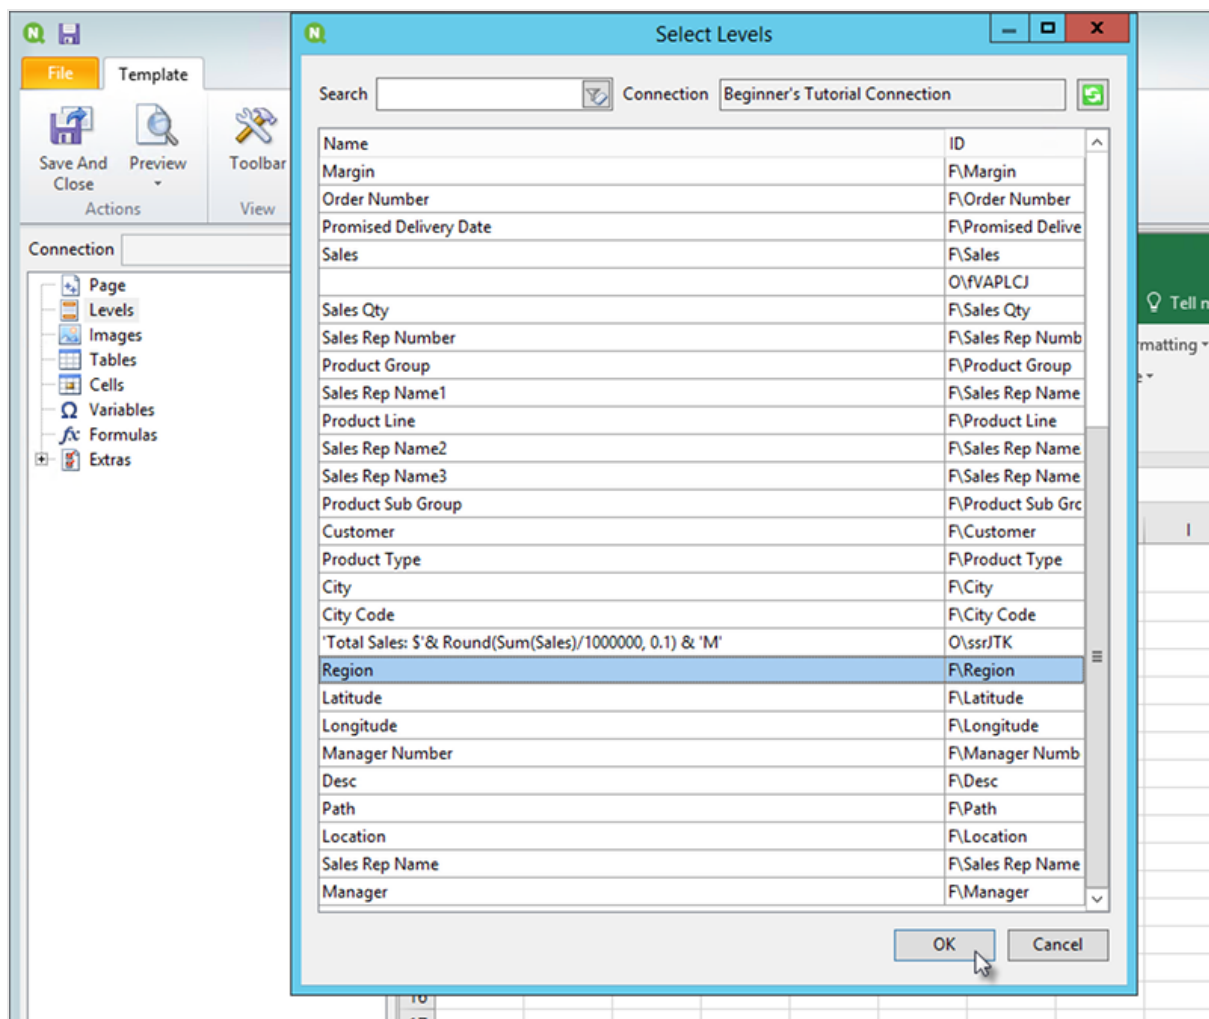 Select Levels
File
Template
Save And Close
Preview
Toolbar
Actions
View
Connection
Page
Levels
Images
Tables
Cells
Variables
Formulas
Extras
Search
Connection Beginner's Tutorial Connection
Name ID
Margin F\Margin
Order Number F\Order Number
Promised Delivery Date F\Promised Delive
Sales F\Sales
O\fVAPLCJ
Sales Qty F\Sales Qty
Sales Rep Number F\Sales Rep Numb
Product Group F\Product Group
Sales Rep Name1 F\Sales Rep Name
Product Line F\Product Line
Sales Rep Name2 F\Sales Rep Name
Sales Rep Name3 F\Sales Rep Name
Product Sub Group F\Product Sub Grc
Customer F\Customer
Product Type F\Product Type
City F\City
City Code F\City Code
'Total Sales: $'& Round(Sum(Sales)/1000000, 0.1) & 'M' O\ssrJTK
Region F\Region
Latitude F\Latitude
Longitude F\Longitude
Manager Number F\Manager Numb
Desc F\Desc
Path F\Path
Location F\Location
Sales Rep Name F\Sales Rep Name
Manager F\Manager
OK
Cancel
Tell
matting
I
16